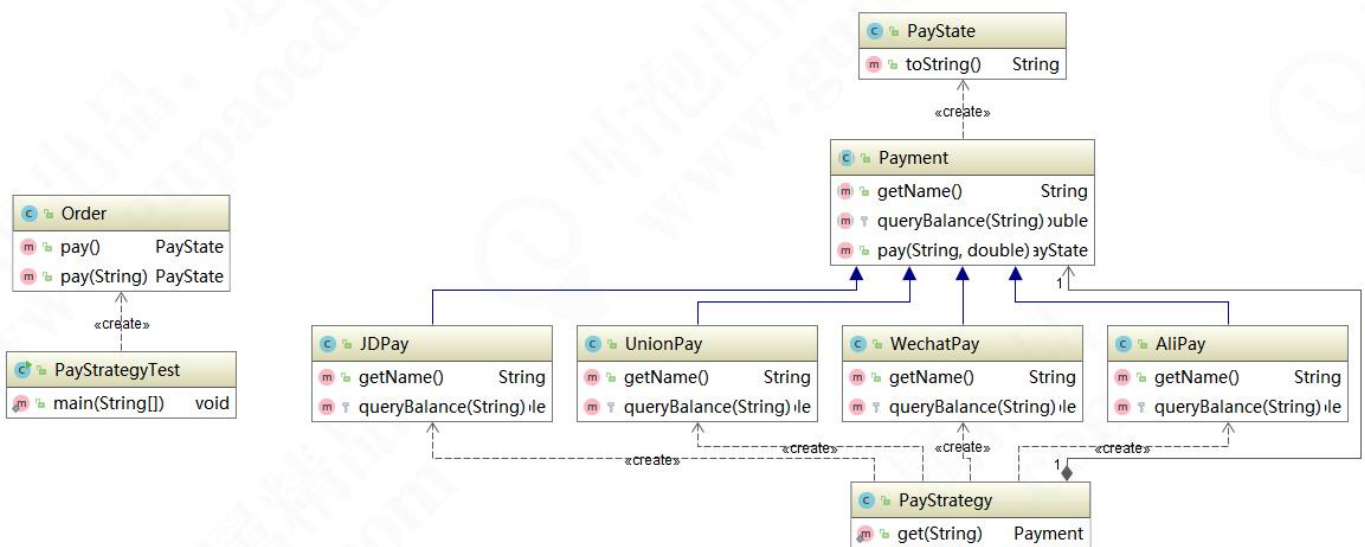 PayState
toString() String
«create»
Payment
getName() String
queryBalance(String) ouble
pay(String, double) ayState
Order
pay() PayState
pay(String) PayState
«create»
PayStrategyTest
main(String[]) void
1
JDPay
getName() String
queryBalance(String) le
UnionPay
getName() String
queryBalance(String) le
WechatPay
getName() String
queryBalance(String) le
AliPay
getName() String
queryBalance(String) le
«create»
«create»
«create»
«create»
1
PayStrategy
get(String) Payment